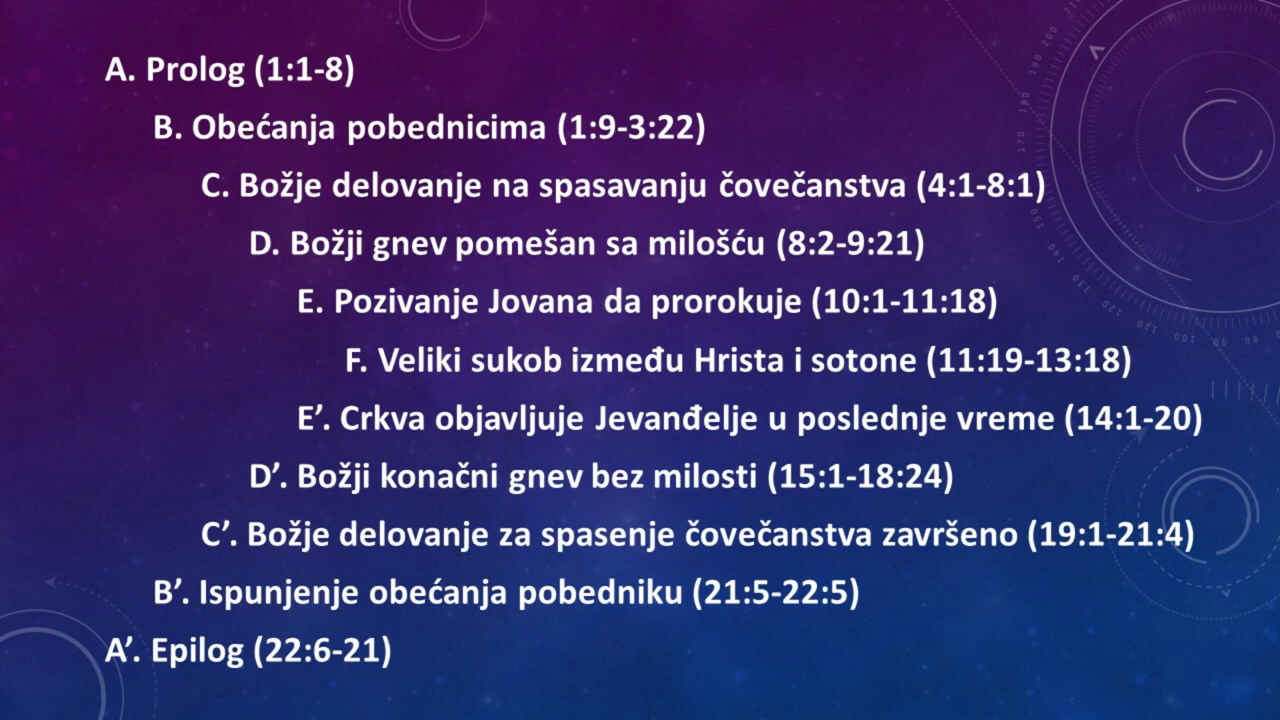 A. Prolog (1:1-8)
B. Obećanja pobednicima (1:9-3:22)
C. Božje delovanje na spasavanju čovečanstva (4:1-8:1)
D. Božji gnev pomešan sa milošću (8:2-9:21)
E. Pozivanje Jovana da prorokuje (10:1-11:18)
F. Veliki sukob između Hrista i sotone (11:19-13:18)
E’. Crkva objavljuje Jevanđelje u poslednje vreme (14:1-20)
D’. Božji konačni gnev bez milosti (15:1-18:24)
C’. Božje delovanje za spasenje čovečanstva završeno (19:1-21:4)
B’. Ispunjenje obećanja pobedniku (21:5-22:5)
A’. Epilog (22:6-21)